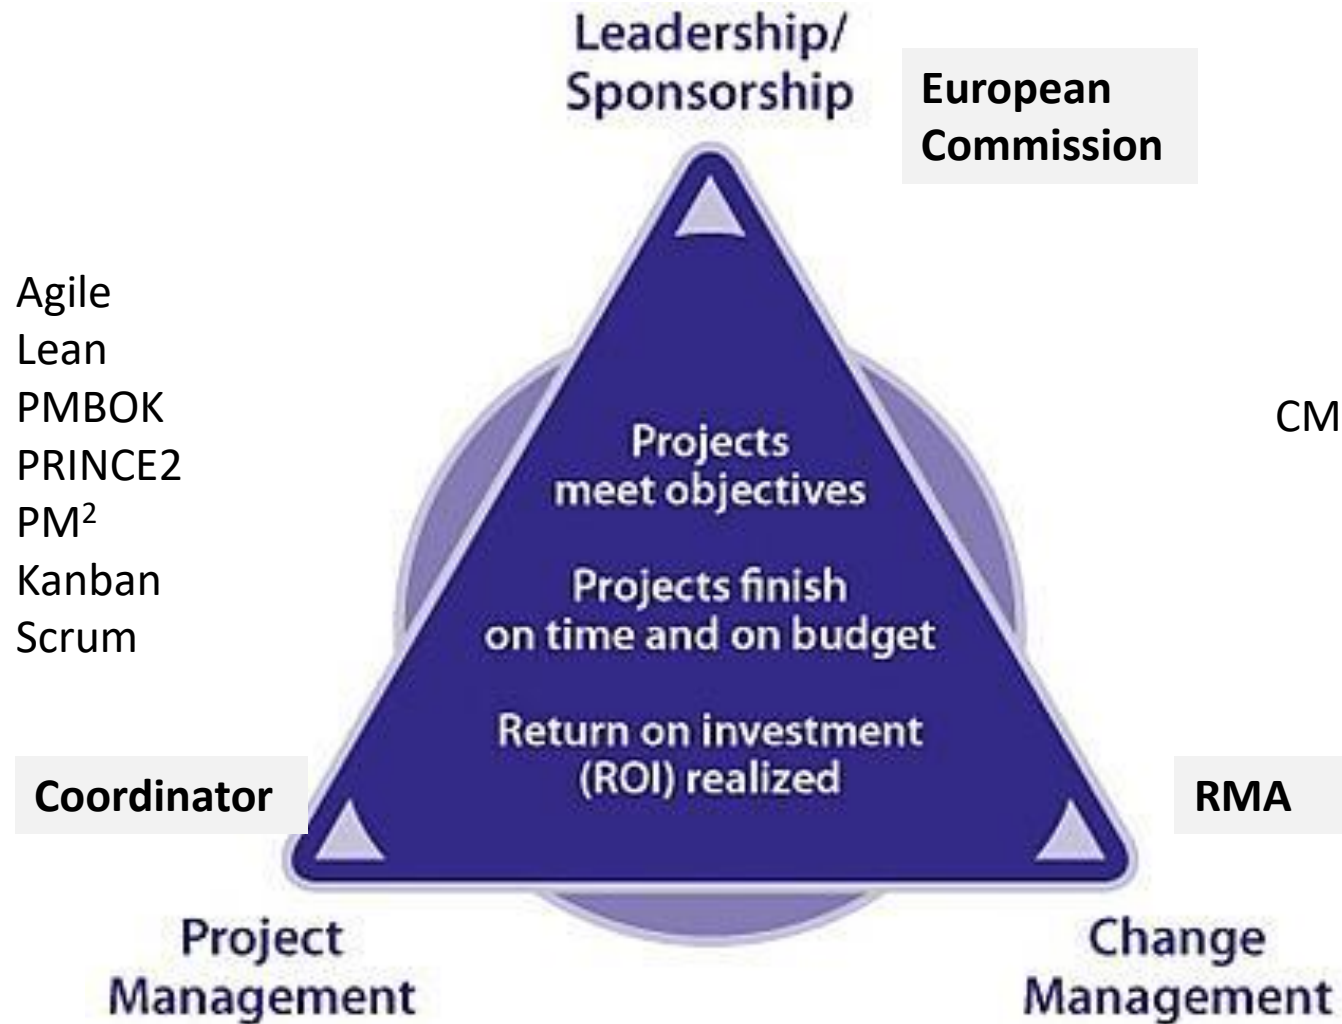 Leadership/
Sponsorship
European
Commission
Agile
Lean
PMBOK
PRINCE2
PM²
Kanban
Scrum
CM
Projects
meet objectives
Projects finish
on time and on budget
Return on investment
(ROI) realized
Coordinator
RMA
Project
Management
Change
Management